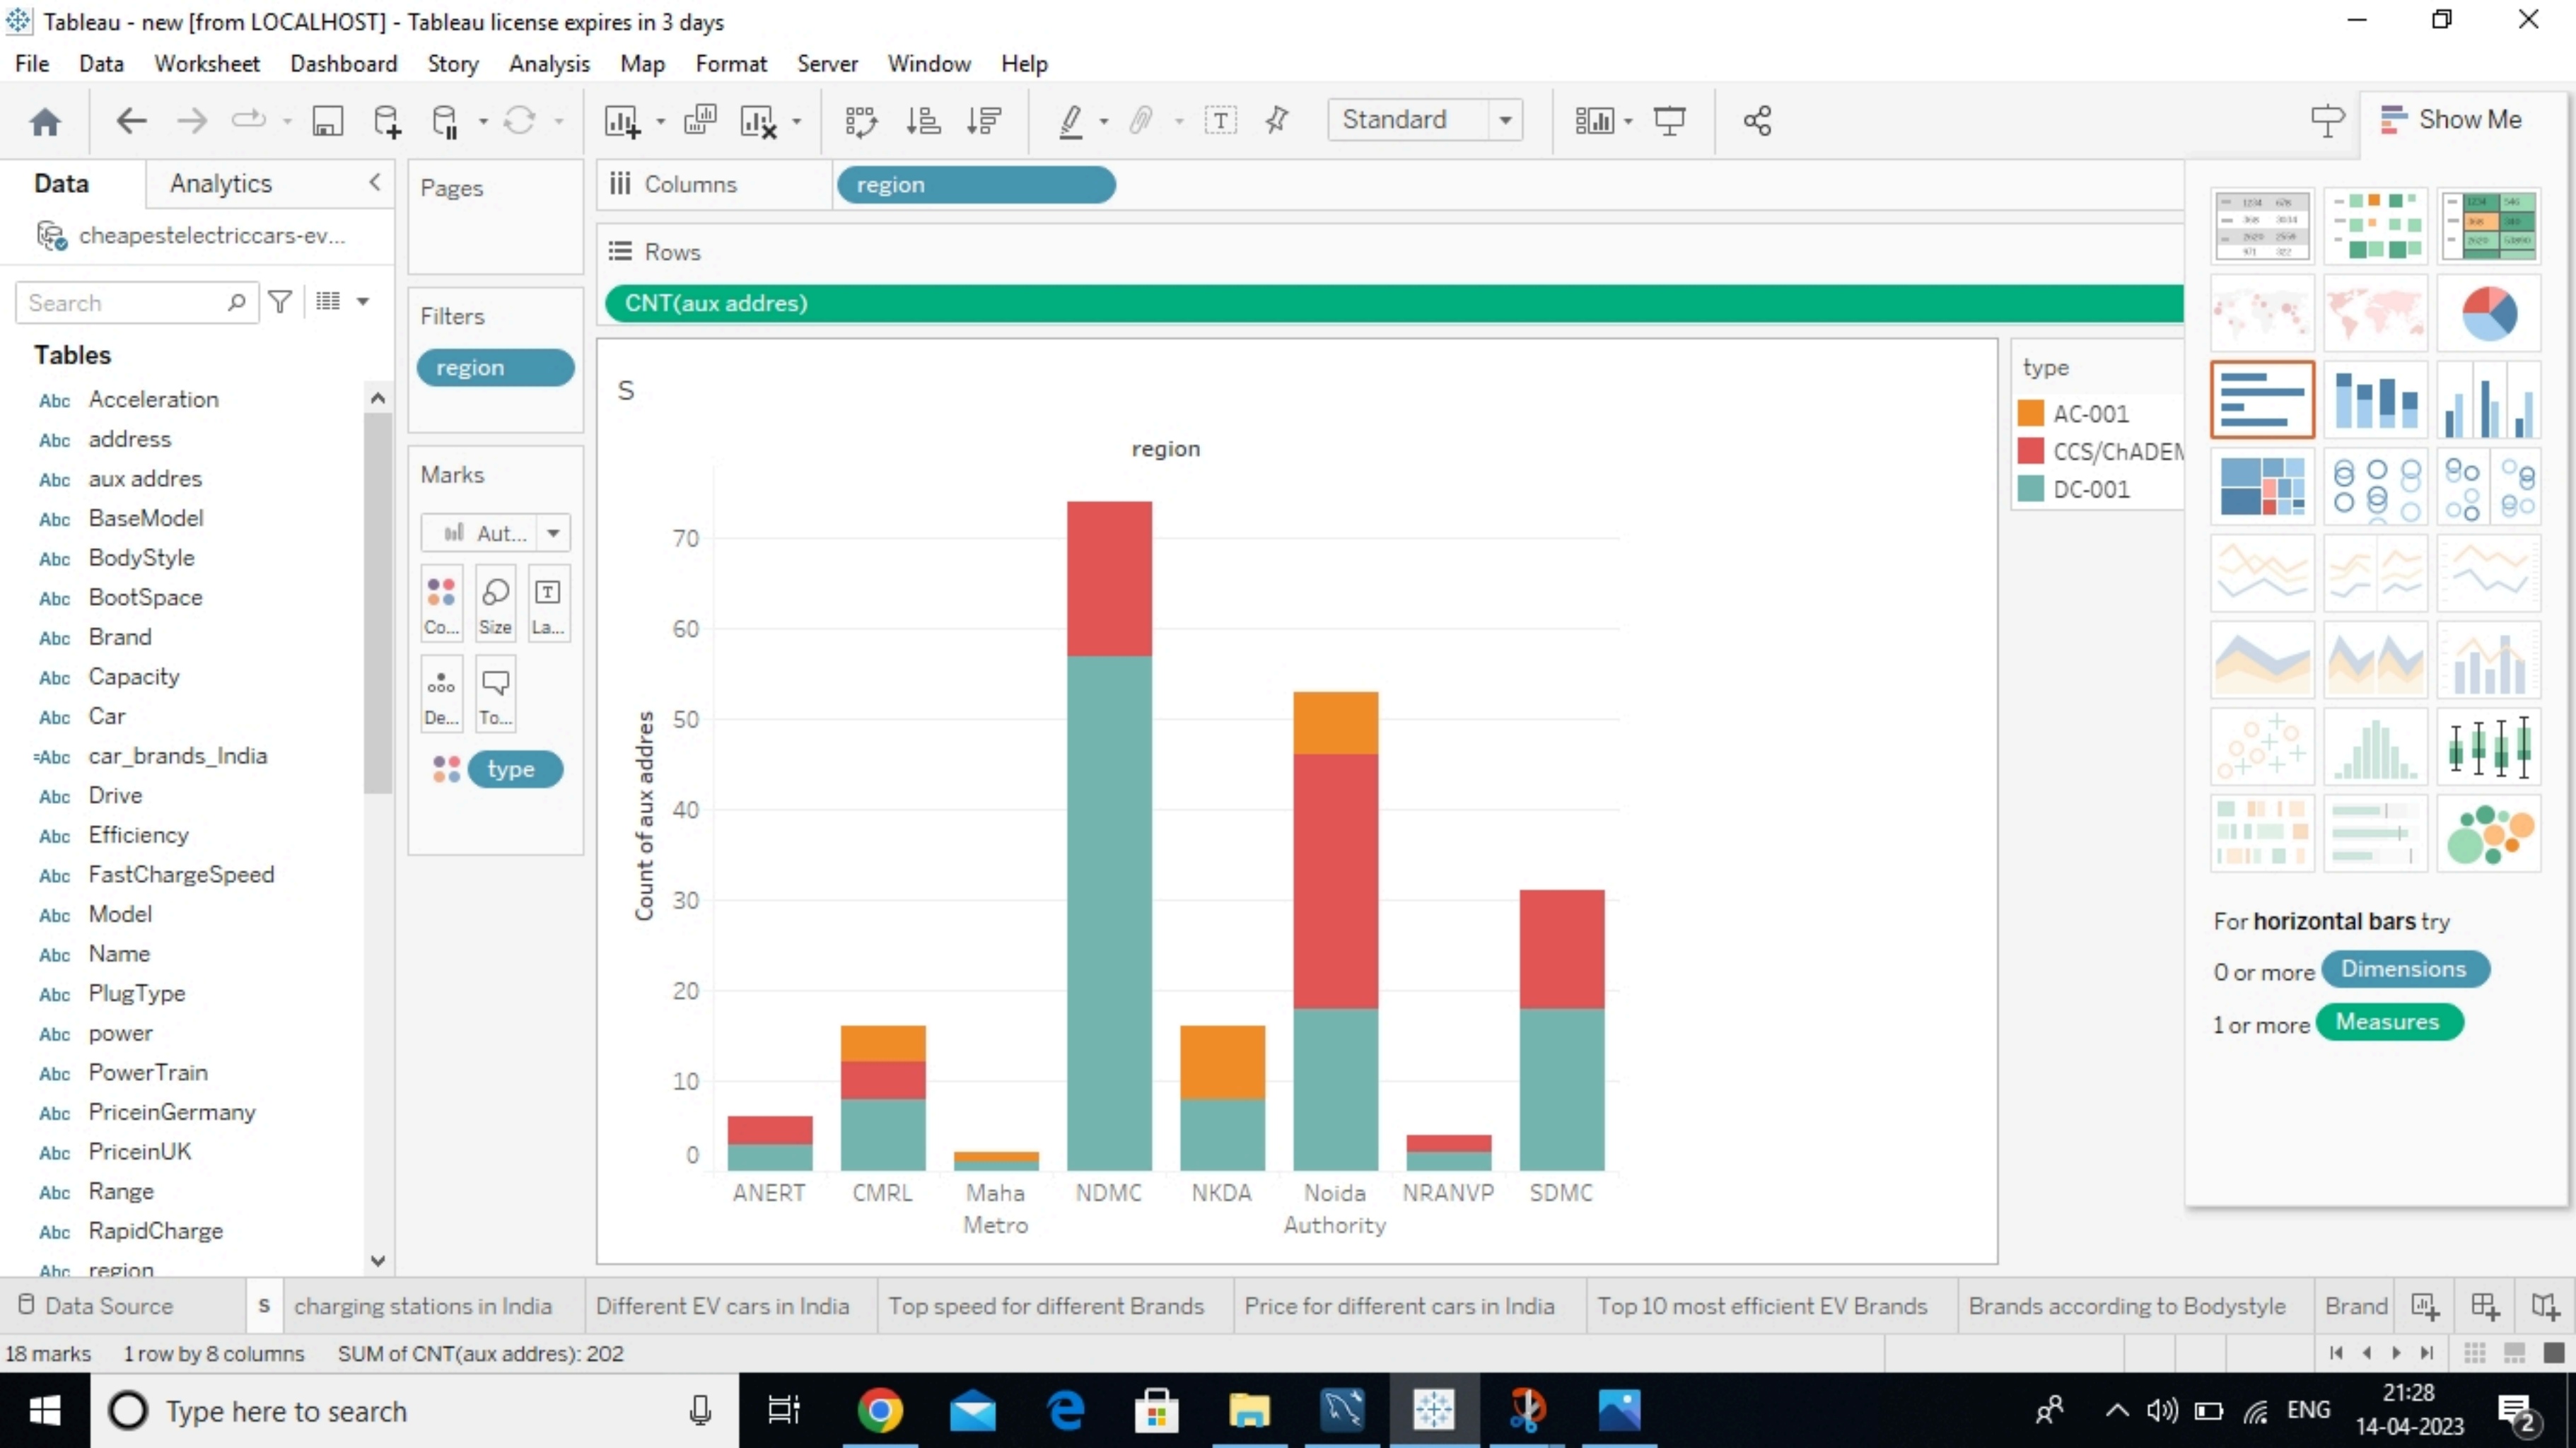 Tableau - new [from LOCALHOST] - Tableau license expires in 3 days
File Data Worksheet Dashboard Story Analysis Map Format Server Window Help
Standard
Show Me
Data Analytics
cheapestelectriccars-ev...
Search
Tables
Abc Acceleration
Abc address
Abc aux addres
Abc BaseModel
Abc BodyStyle
Abc BootSpace
Abc Brand
Abc Capacity
Abc Car
=Abc car_brands_India
Abc Drive
Abc Efficiency
Abc FastChargeSpeed
Abc Model
Abc Name
Abc PlugType
Abc power
Abc PowerTrain
Abc PriceinGermany
Abc PriceinUK
Abc Range
Abc RapidCharge
Abc region
Pages
Filters
region
Marks
Aut...
Co... Size La...
De... To...
type
Columns region
Rows
CNT(aux addres)
S
region
Count of aux addres
70
60
50
40
30
20
10
0
ANERT CMRL Maha Metro NDMC NKDA Noida Authority NRANVP SDMC
type
AC-001
CCS/ChADEM
DC-001
For horizontal bars try
0 or more Dimensions
1 or more Measures
Data Source S charging stations in India Different EV cars in India Top speed for different Brands Price for different cars in India Top 10 most efficient EV Brands Brands according to Bodystyle Brand
18 marks 1 row by 8 columns SUM of CNT(aux addres): 202
Type here to search
ENG
21:28
14-04-2023
2